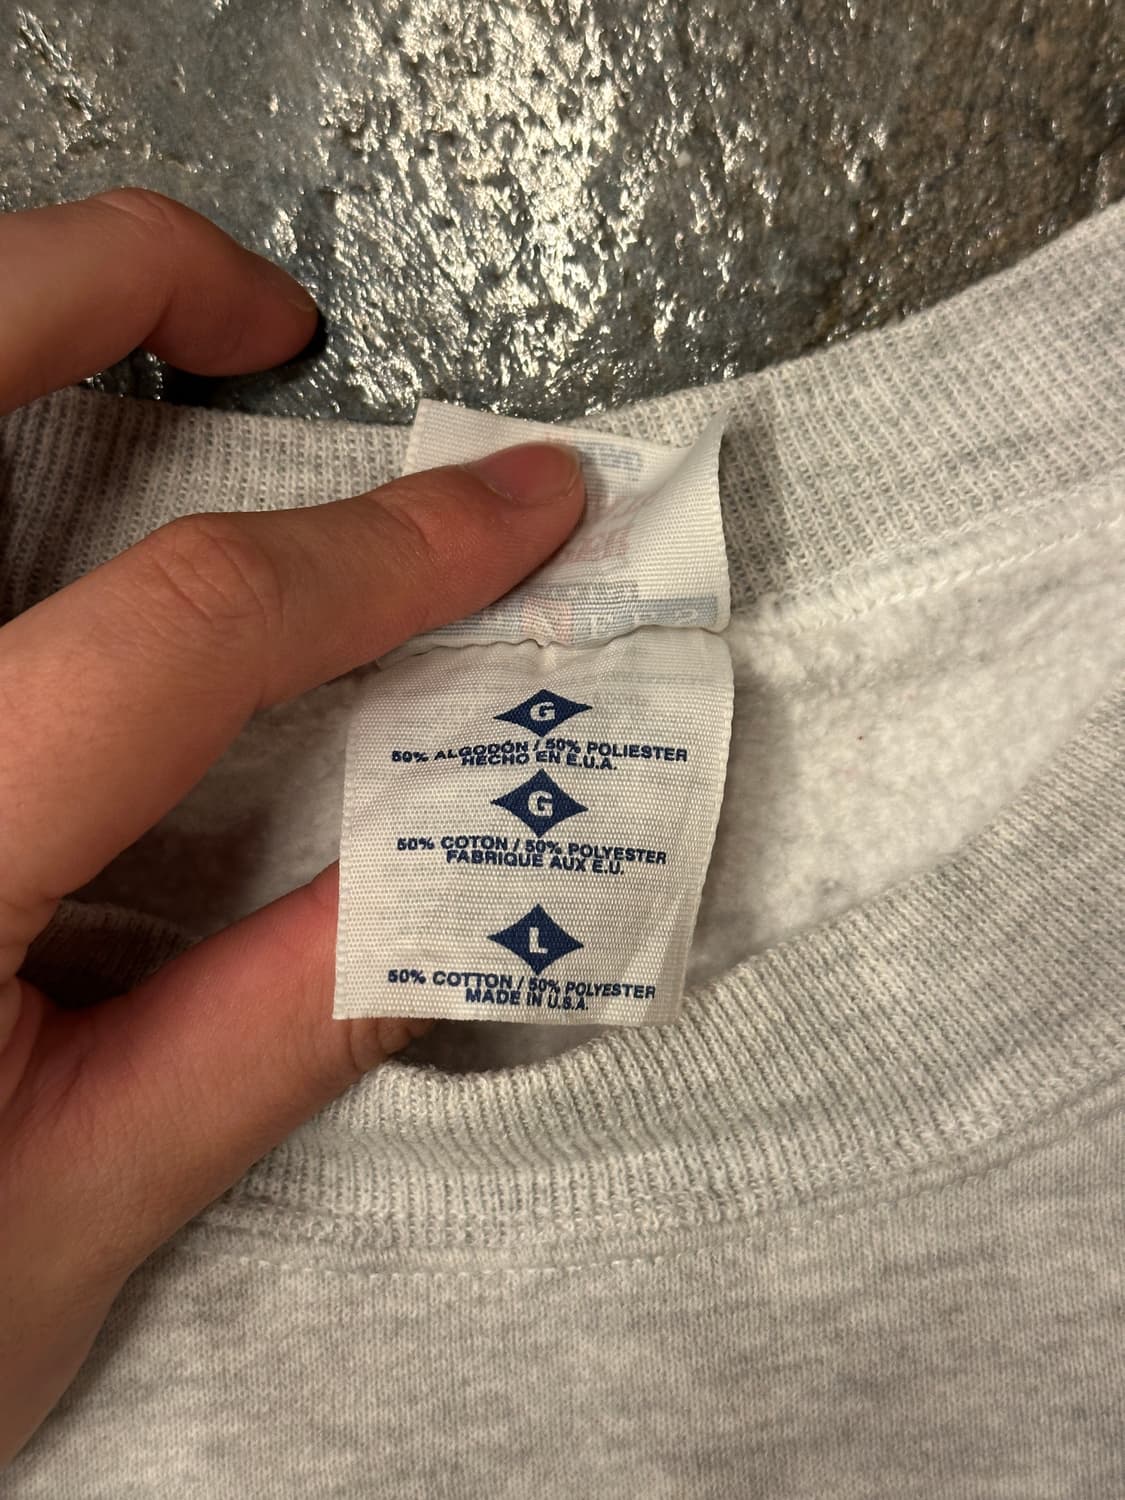 G
50% ALGODÓN / 50% POLIESTER
HECHO EN E.U.A.
G
50% COTON / 50% POLYESTER
FABRIQUE AUX E.U.
L
50% COTTON / 50% POLYESTER
MADE IN U.S.A.